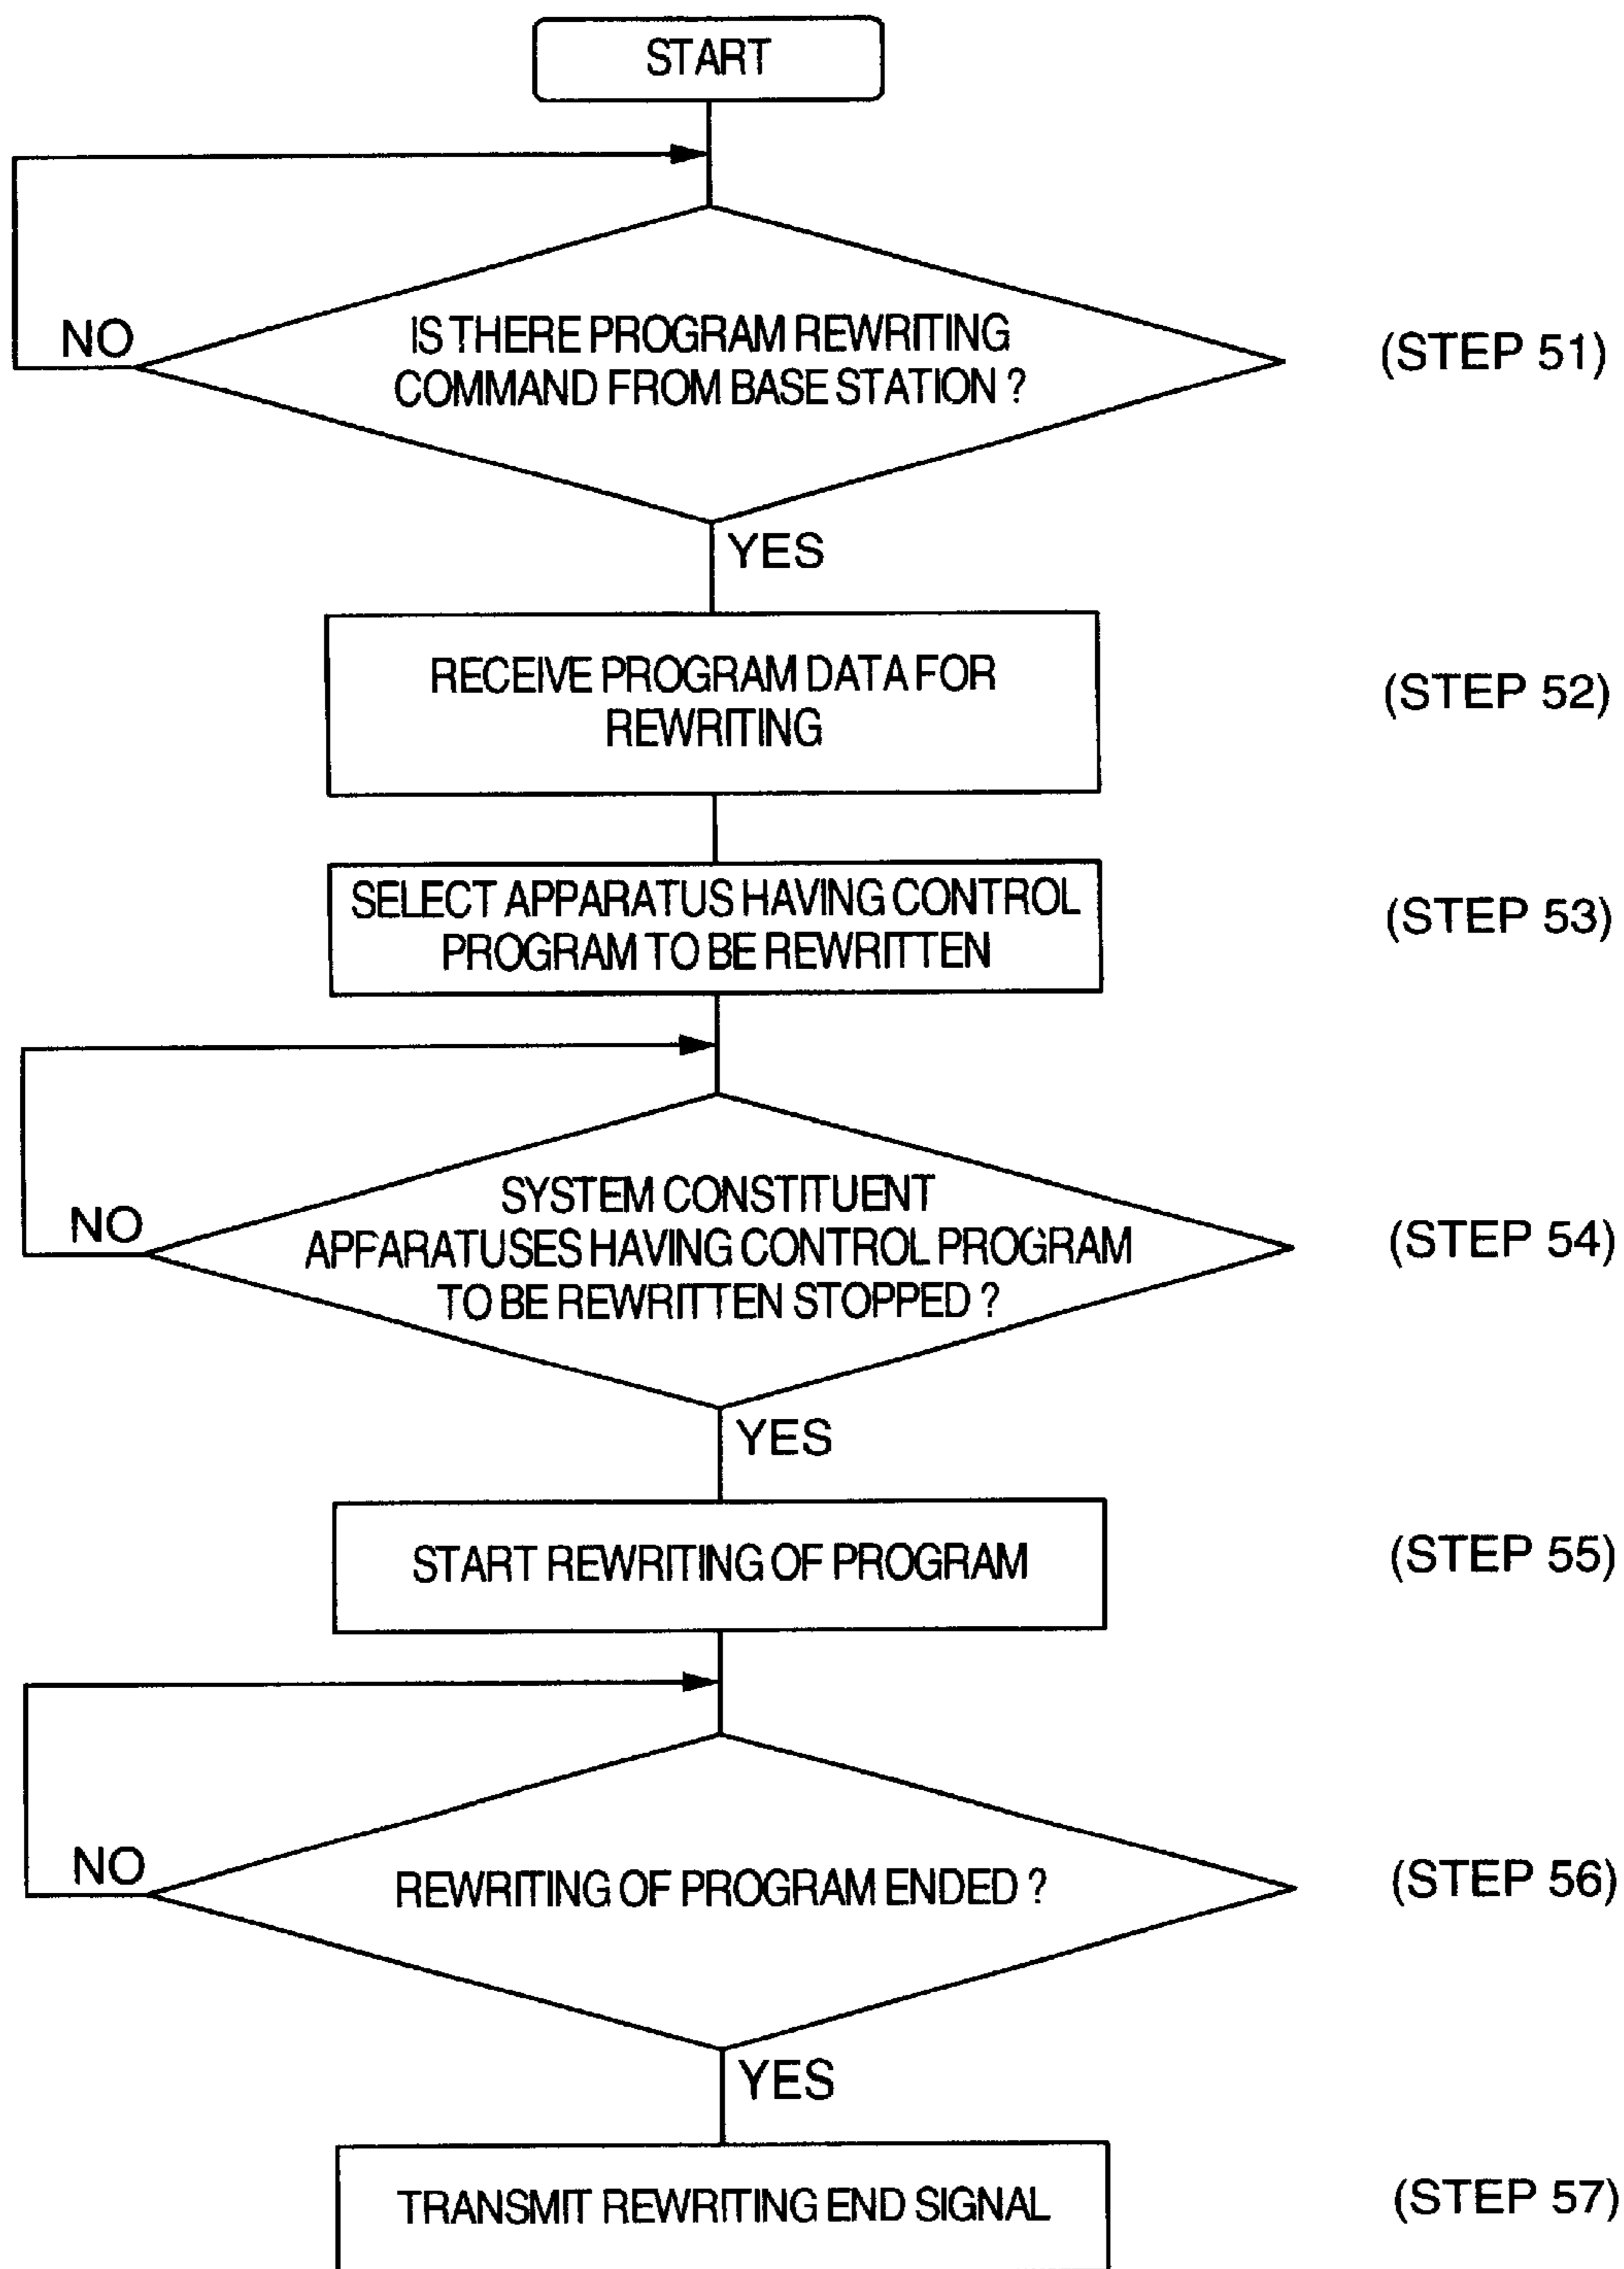 START
NO
IS THERE PROGRAM REWRITING
COMMAND FROM BASE STATION ?
(STEP 51)
YES
RECEIVE PROGRAM DATA FOR
REWRITING
(STEP 52)
SELECT APPARATUS HAVING CONTROL
PROGRAM TO BE REWRITTEN
(STEP 53)
NO
SYSTEM CONSTITUENT
APPARATUSES HAVING CONTROL PROGRAM
TO BE REWRITTEN STOPPED ?
(STEP 54)
YES
START REWRITING OF PROGRAM
(STEP 55)
NO
REWRITING OF PROGRAM ENDED ?
(STEP 56)
YES
TRANSMIT REWRITING END SIGNAL
(STEP 57)